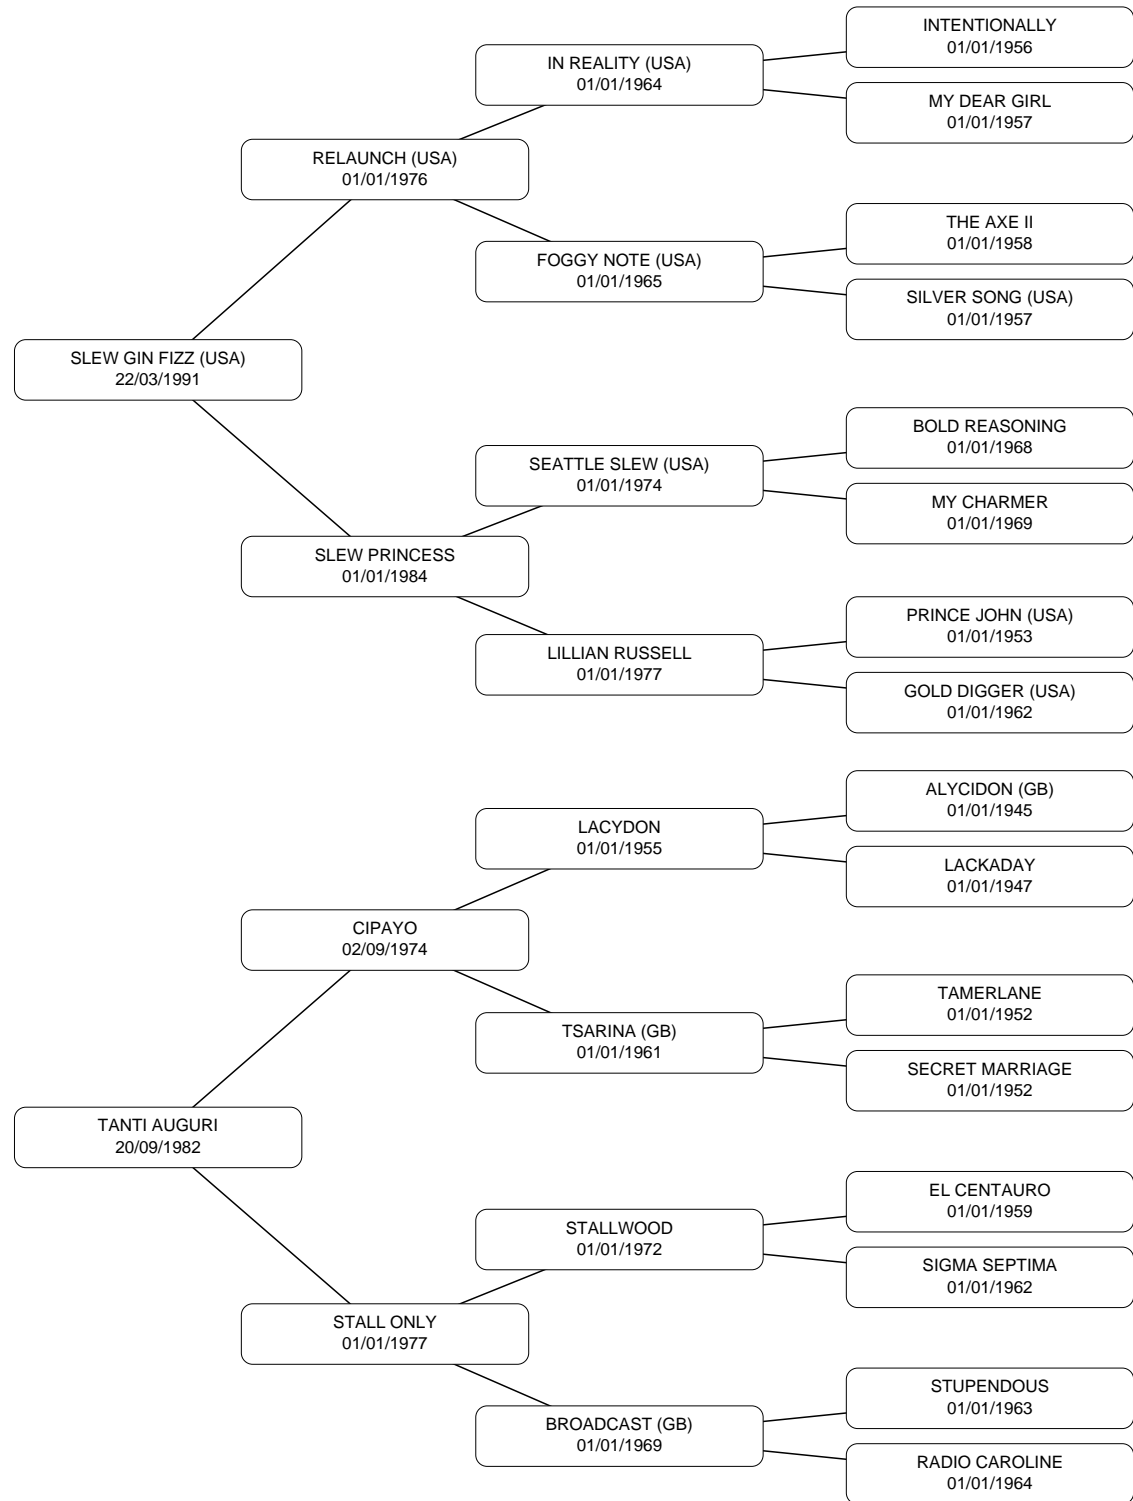 INTENTIONALLY
01/01/1956
IN REALITY (USA)
01/01/1964
MY DEAR GIRL
01/01/1957
RELAUNCH (USA)
01/01/1976
THE AXE II
01/01/1958
FOGGY NOTE (USA)
01/01/1965
SILVER SONG (USA)
01/01/1957
SLEW GIN FIZZ (USA)
22/03/1991
BOLD REASONING
01/01/1968
SEATTLE SLEW (USA)
01/01/1974
MY CHARMER
01/01/1969
SLEW PRINCESS
01/01/1984
PRINCE JOHN (USA)
01/01/1953
LILLIAN RUSSELL
01/01/1977
GOLD DIGGER (USA)
01/01/1962
ALYCIDON (GB)
01/01/1945
LACYDON
01/01/1955
LACKADAY
01/01/1947
CIPAYO
02/09/1974
TAMERLANE
01/01/1952
TSARINA (GB)
01/01/1961
SECRET MARRIAGE
01/01/1952
TANTI AUGURI
20/09/1982
EL CENTAURO
01/01/1959
STALLWOOD
01/01/1972
SIGMA SEPTIMA
01/01/1962
STALL ONLY
01/01/1977
STUPENDOUS
01/01/1963
BROADCAST (GB)
01/01/1969
RADIO CAROLINE
01/01/1964